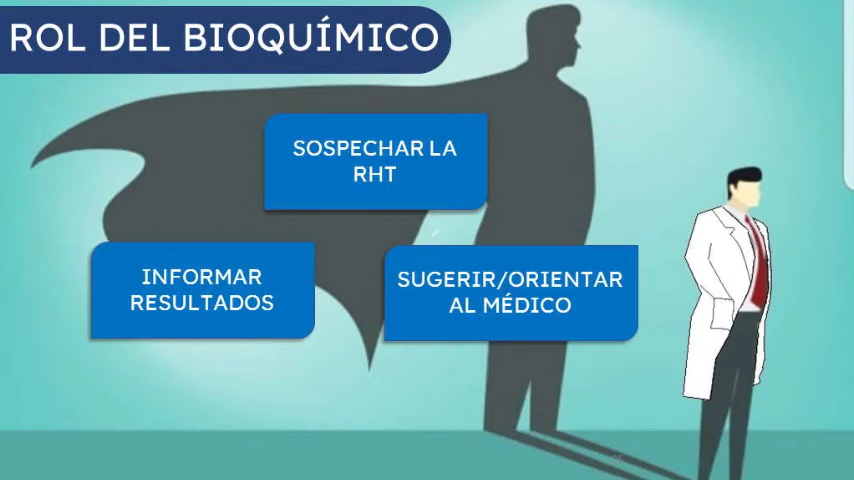 ROL DEL BIOQUÍMICO
SOSPECHAR LA
RHT
INFORMAR
RESULTADOS
SUGERIR/ORIENTAR
AL MÉDICO